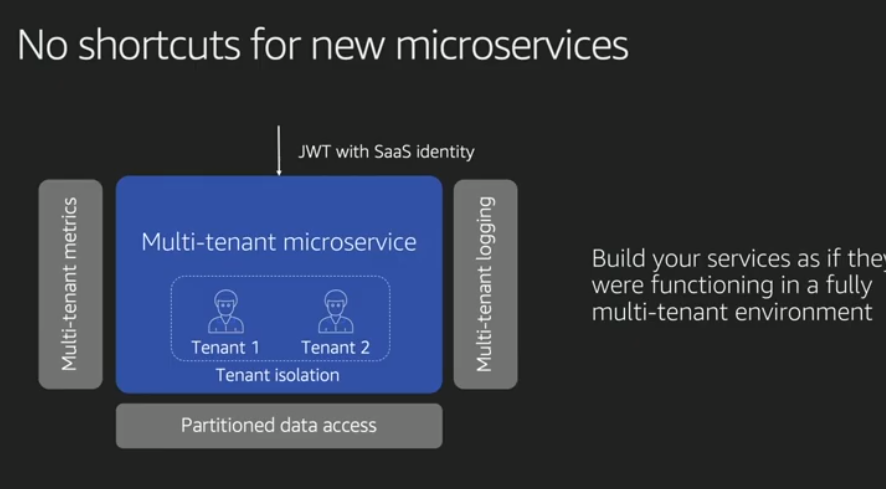 No shortcuts for new microservices
JWT with SaaS identity
Multi-tenant metrics
Multi-tenant microservice
Tenant 1
Tenant 2
Tenant isolation
Multi-tenant logging
Partitioned data access
Build your services as if they
were functioning in a fully
multi-tenant environment